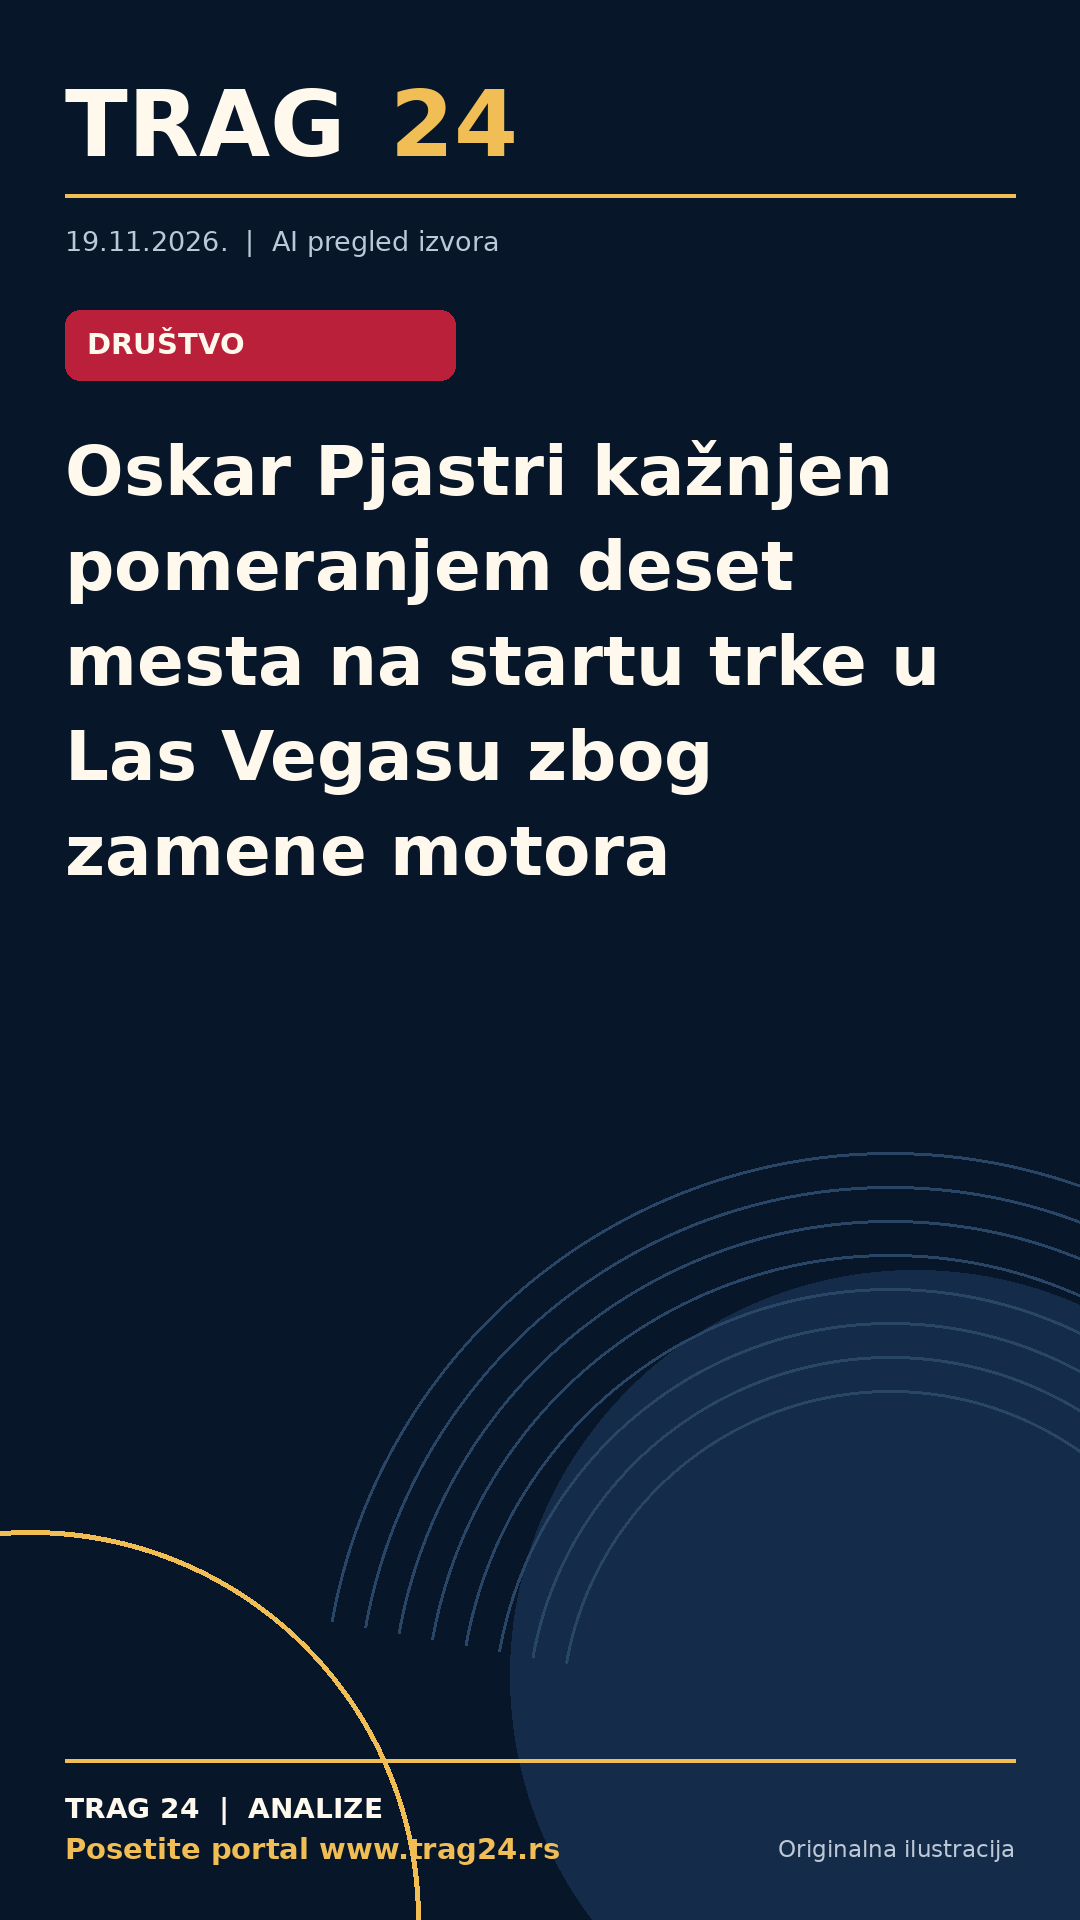 TRAG 24
19.11.2026. | AI pregled izvora
DRUŠTVO
Oskar Pjastri kažnjen
pomeranjem deset
mesta na startu trke u
Las Vegasu zbog
zamene motora
TRAG 24 | ANALIZE
Posetite portal www.trag24.rs
Originalna ilustracija